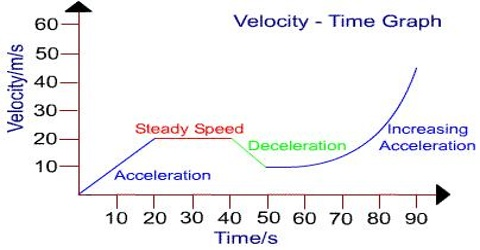 Velocity - Time Graph
Velocity/m/s
60
50
40
30
20
10
Steady Speed
Deceleration
Increasing
Acceleration
Acceleration
10 20 30 40 50 60 70 80 90
Time/s